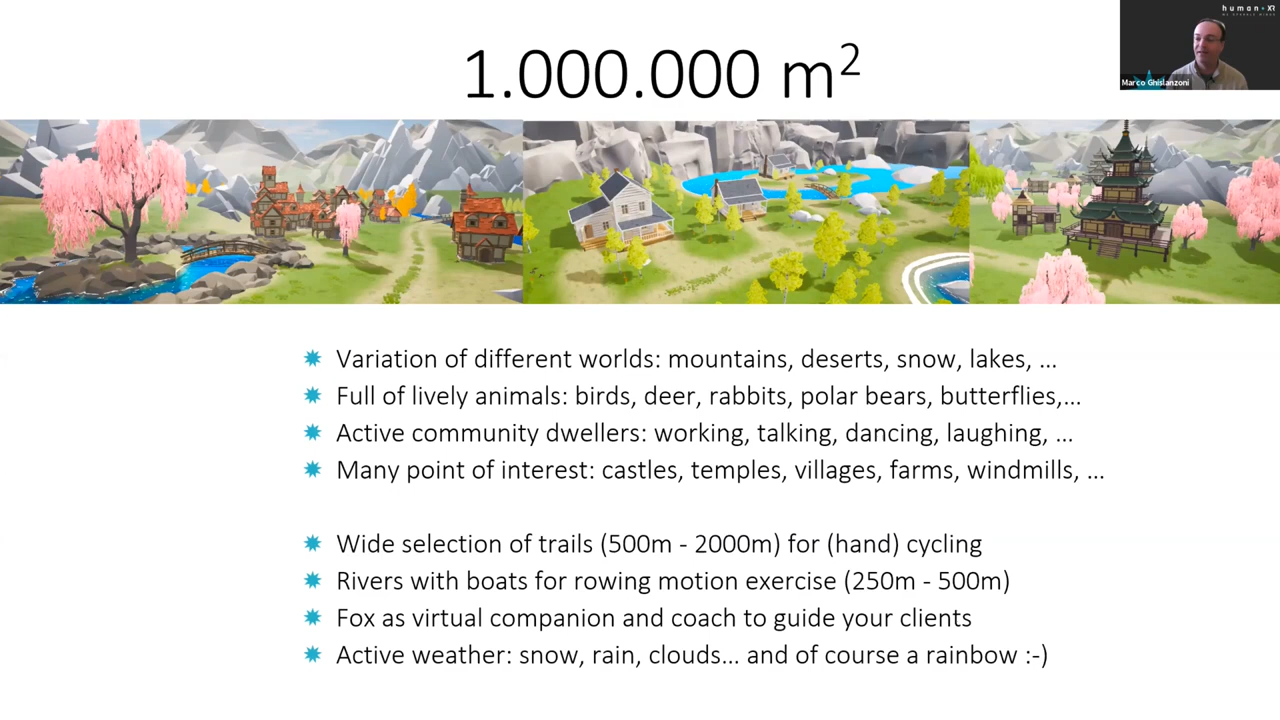 human+XR
1.000.000 m²
Marco Ghislanzoni
Variation of different worlds: mountains, deserts, snow, lakes, ...
Full of lively animals: birds, deer, rabbits, polar bears, butterflies,...
Active community dwellers: working, talking, dancing, laughing, ...
Many point of interest: castles, temples, villages, farms, windmills, ...
Wide selection of trails (500m - 2000m) for (hand) cycling
Rivers with boats for rowing motion exercise (250m - 500m)
Fox as virtual companion and coach to guide your clients
Active weather: snow, rain, clouds... and of course a rainbow :-)